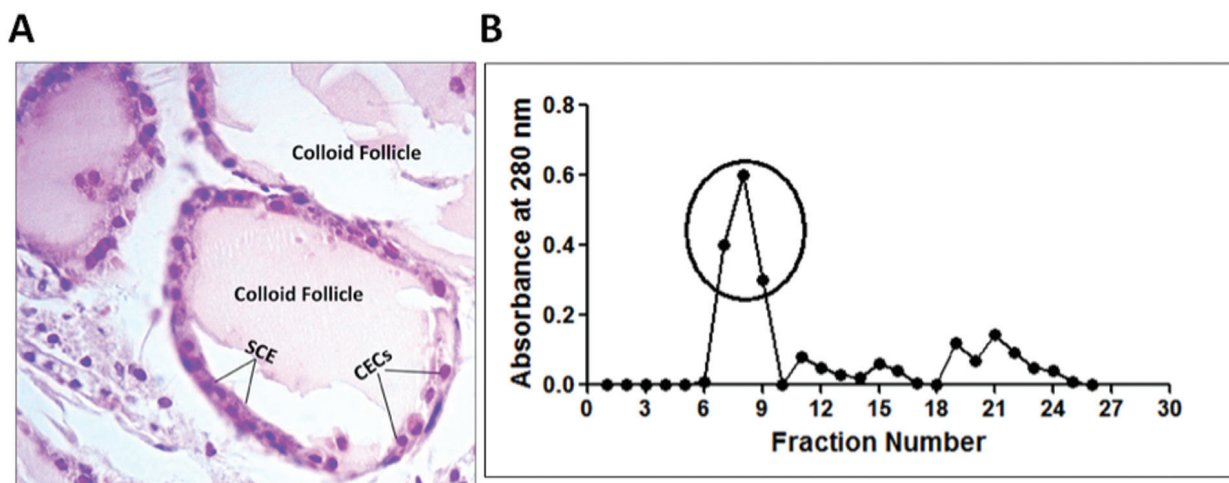 A
B
Colloid Follicle
Colloid Follicle
SCE
CECs
Absorbance at 280 nm
0.8
0.6
0.4
0.2
0.0
0 3 6 9 12 15 18 21 24 27 30
Fraction Number